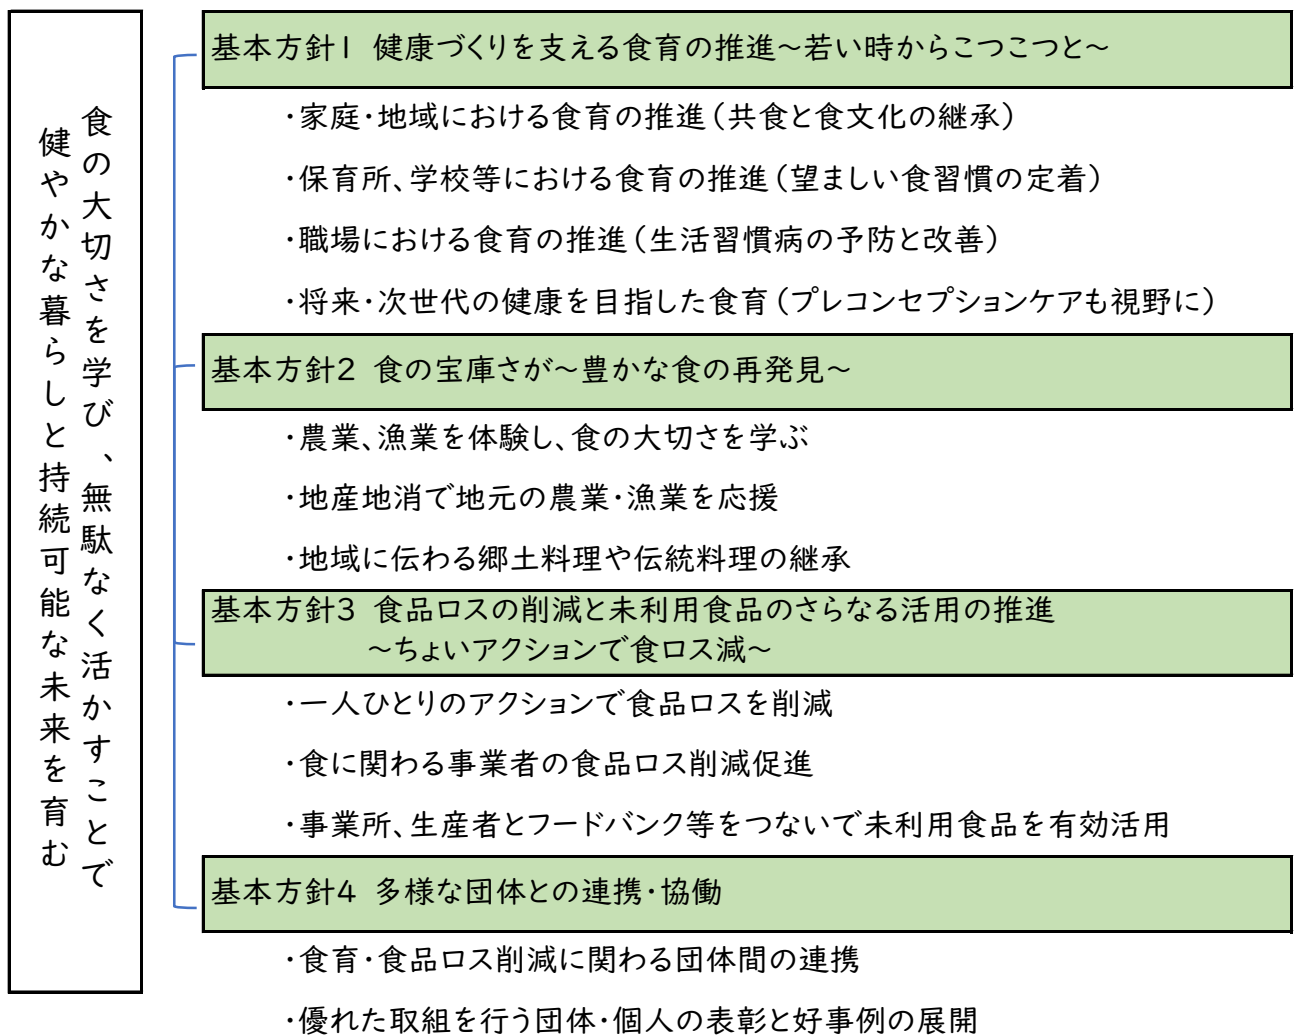 食の大切さを学び、無駄なく活かすことで
健やかな暮らしと持続可能な未来を育む
基本方針1 健康づくりを支える食育の推進～若い時からこつこつと～
・家庭・地域における食育の推進（共食と食文化の継承）
・保育所、学校等における食育の推進（望ましい食習慣の定着）
・職場における食育の推進（生活習慣病の予防と改善）
・将来・次世代の健康を目指した食育（プレコンセプションケアも視野に）
基本方針2 食の宝庫さが～豊かな食の再発見～
・農業、漁業を体験し、食の大切さを学ぶ
・地産地消で地元の農業・漁業を応援
・地域に伝わる郷土料理や伝統料理の継承
基本方針3 食品ロスの削減と未利用食品のさらなる活用の推進
～ちょいアクションで食ロス減～
・一人ひとりのアクションで食品ロスを削減
・食に関わる事業者の食品ロス削減促進
・事業所、生産者とフードバンク等をつないで未利用食品を有効活用
基本方針4 多様な団体との連携・協働
・食育・食品ロス削減に関わる団体間の連携
・優れた取組を行う団体・個人の表彰と好事例の展開